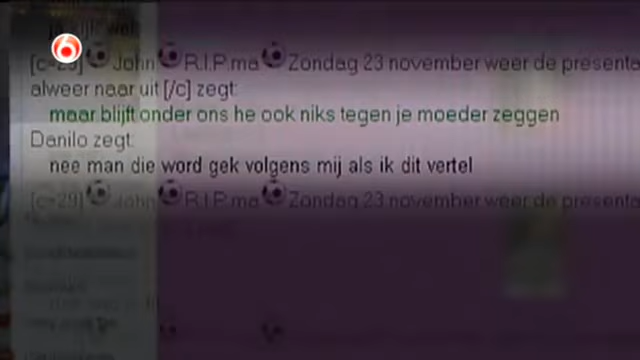 6
[c=29] John R.I.P.ma Zondag 23 november weer de presenta
alweer naar uit [/c] zegt:
maar blijft onder ons he ook niks tegen je moeder zeggen
Danilo zegt:
nee man die word gek volgens mij als ik dit vertel
[c=29] John R.I.P.ma Zondag 23 november weer de presenta